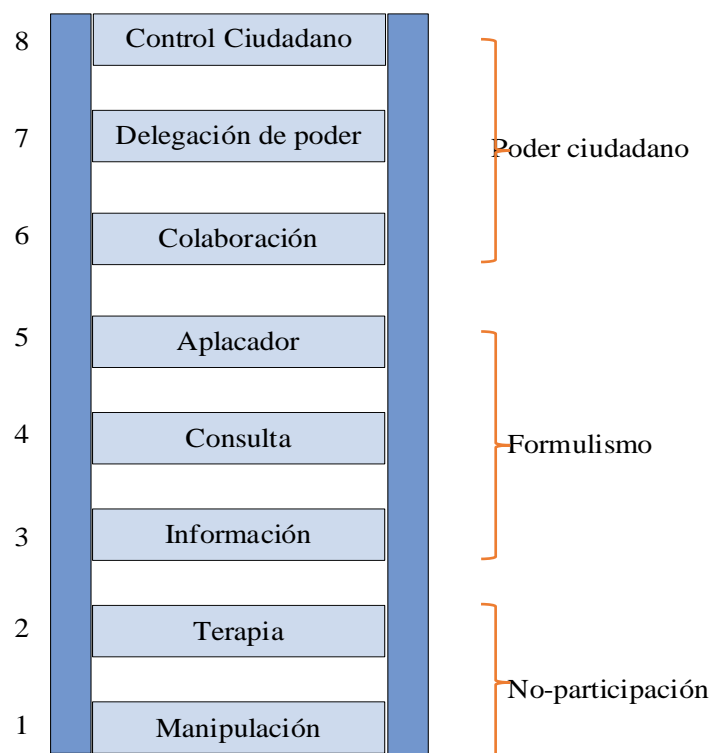 8 Control Ciudadano
7 Delegación de poder
Poder ciudadano
6 Colaboración
5 Aplacador
4 Consulta
Formulismo
3 Información
2 Terapia
No-participación
1 Manipulación